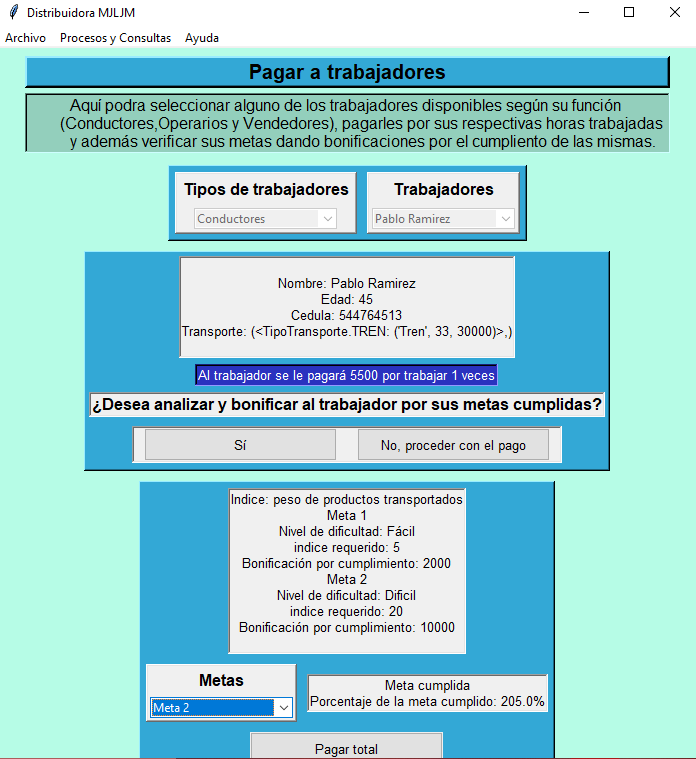 Distribuidora MJLJM
Archivo Procesos y Consultas Ayuda
Pagar a trabajadores
Aquí podra seleccionar alguno de los trabajadores disponibles según su función
(Conductores,Operarios y Vendedores), pagarles por sus respectivas horas trabajadas
y además verificar sus metas dando bonificaciones por el cumpliento de las mismas.
Tipos de trabajadores
Conductores
Trabajadores
Pablo Ramirez
Nombre: Pablo Ramirez
Edad: 45
Cedula: 544764513
Transporte: (<TipoTransporte.TREN: ('Tren', 33, 30000)>,)
Al trabajador se le pagará 5500 por trabajar 1 veces
¿Desea analizar y bonificar al trabajador por sus metas cumplidas?
Sí
No, proceder con el pago
Indice: peso de productos transportados
Meta 1
Nivel de dificultad: Fácil
indice requerido: 5
Bonificación por cumplimiento: 2000
Meta 2
Nivel de dificultad: Dificil
indice requerido: 20
Bonificación por cumplimiento: 10000
Metas
Meta 2
Meta cumplida
Porcentaje de la meta cumplido: 205.0%
Pagar total